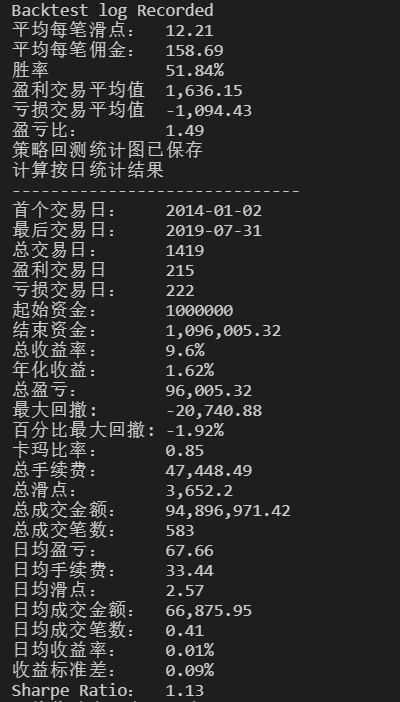 Backtest log Recorded
平均每笔滑点： 12.21
平均每笔佣金： 158.69
胜率 51.84%
盈利交易平均值 1,636.15
亏损交易平均值 -1,094.43
盈亏比： 1.49
策略回测统计图已保存
计算按日统计结果
------------------------------
首个交易日： 2014-01-02
最后交易日： 2019-07-31
总交易日： 1419
盈利交易日 215
亏损交易日： 222
起始资金： 1000000
结束资金： 1,096,005.32
总收益率： 9.6%
年化收益： 1.62%
总盈亏： 96,005.32
最大回撤: -20,740.88
百分比最大回撤: -1.92%
卡玛比率： 0.85
总手续费： 47,448.49
总滑点： 3,652.2
总成交金额： 94,896,971.42
总成交笔数： 583
日均盈亏： 67.66
日均手续费： 33.44
日均滑点： 2.57
日均成交金额： 66,875.95
日均成交笔数： 0.41
日均收益率： 0.01%
收益标准差： 0.09%
Sharpe Ratio： 1.13